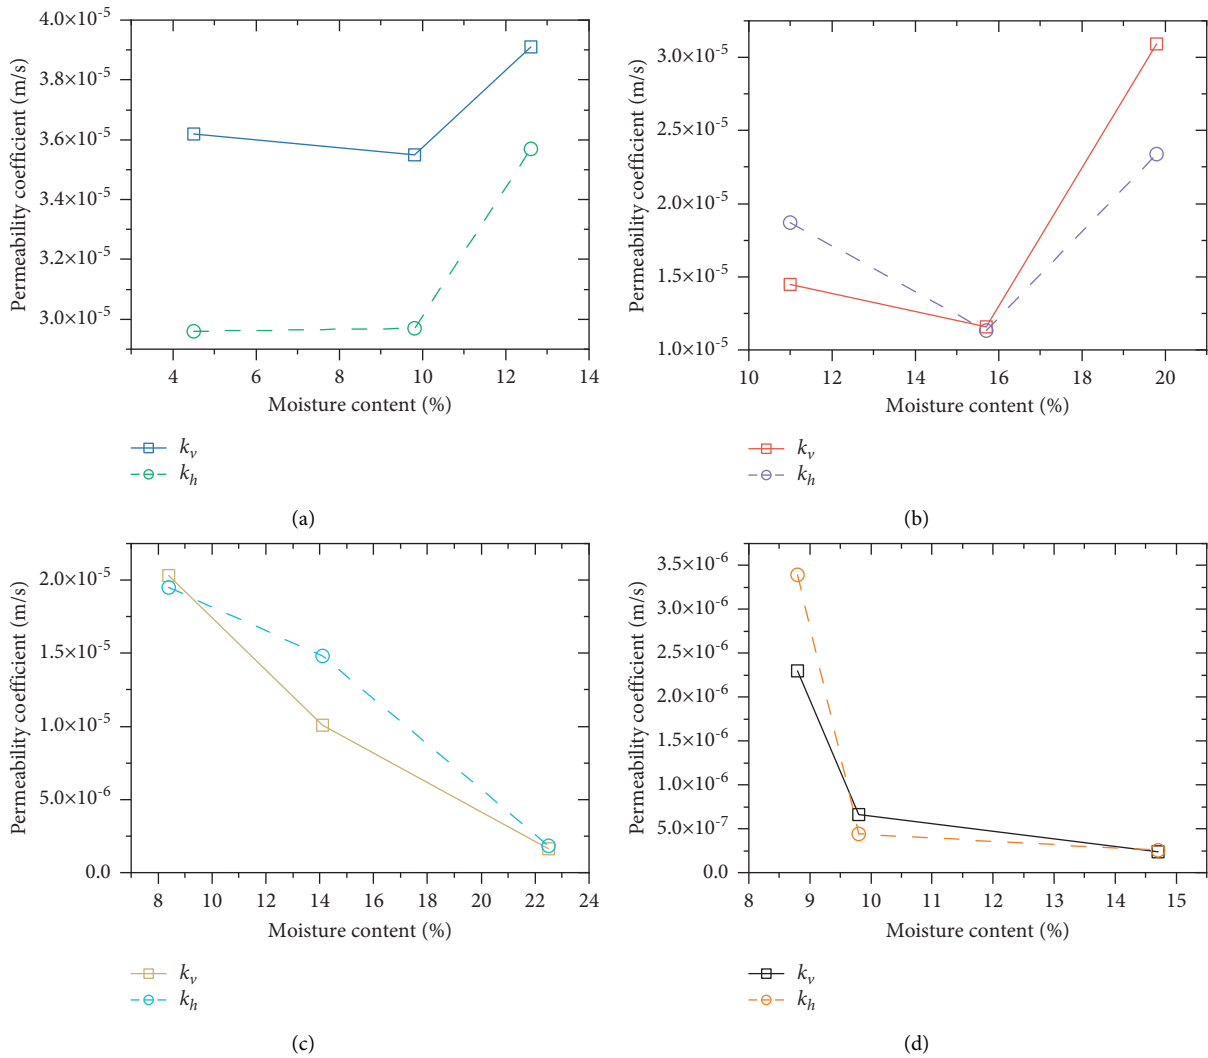 Permeability coefficient (m/s)
4.0×10⁻⁵
3.8×10⁻⁵
3.6×10⁻⁵
3.4×10⁻⁵
3.2×10⁻⁵
3.0×10⁻⁵
4 6 8 10 12 14
Moisture content (%)
kᵥ
kₕ
(a)
Permeability coefficient (m/s)
3.0×10⁻⁵
2.5×10⁻⁵
2.0×10⁻⁵
1.5×10⁻⁵
1.0×10⁻⁵
10 12 14 16 18 20
Moisture content (%)
kᵥ
kₕ
(b)
Permeability coefficient (m/s)
2.0×10⁻⁵
1.5×10⁻⁵
1.0×10⁻⁵
5.0×10⁻⁶
0.0
8 10 12 14 16 18 20 22 24
Moisture content (%)
kᵥ
kₕ
(c)
Permeability coefficient (m/s)
3.5×10⁻⁶
3.0×10⁻⁶
2.5×10⁻⁶
2.0×10⁻⁶
1.5×10⁻⁶
1.0×10⁻⁶
5.0×10⁻⁷
0.0
8 9 10 11 12 13 14 15
Moisture content (%)
kᵥ
kₕ
(d)